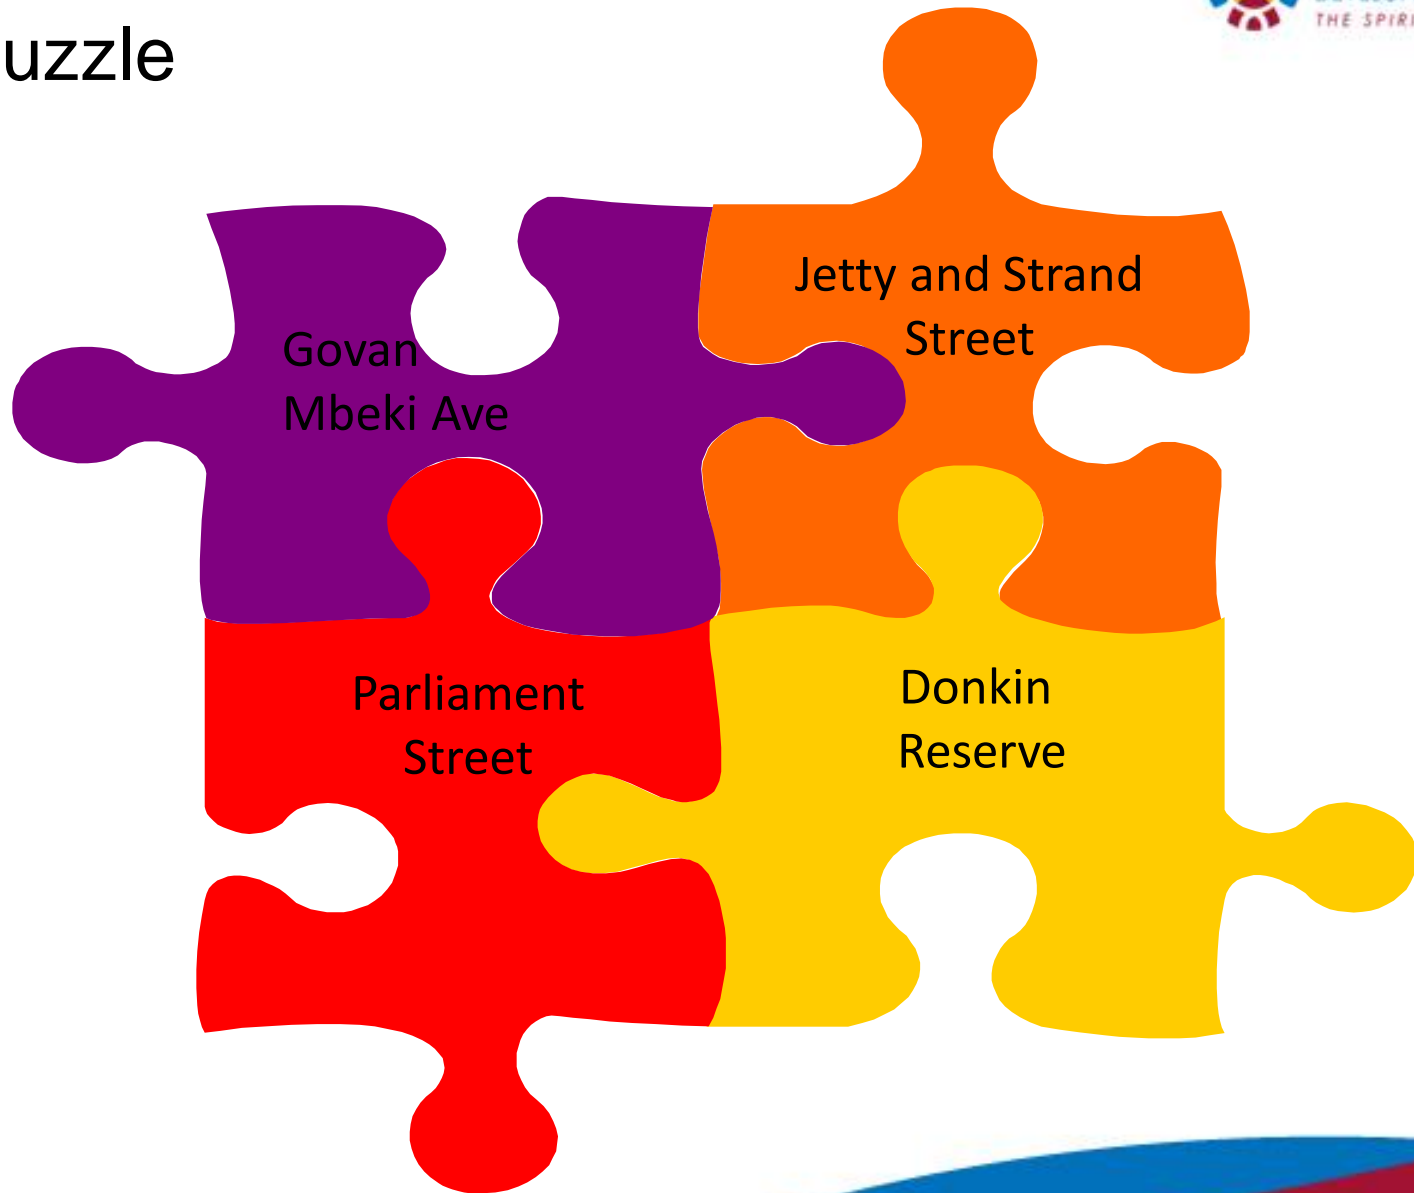 uzzle
THE SPIRI
Jetty and Strand
Street
Govan
Mbeki Ave
Parliament
Street
Donkin
Reserve